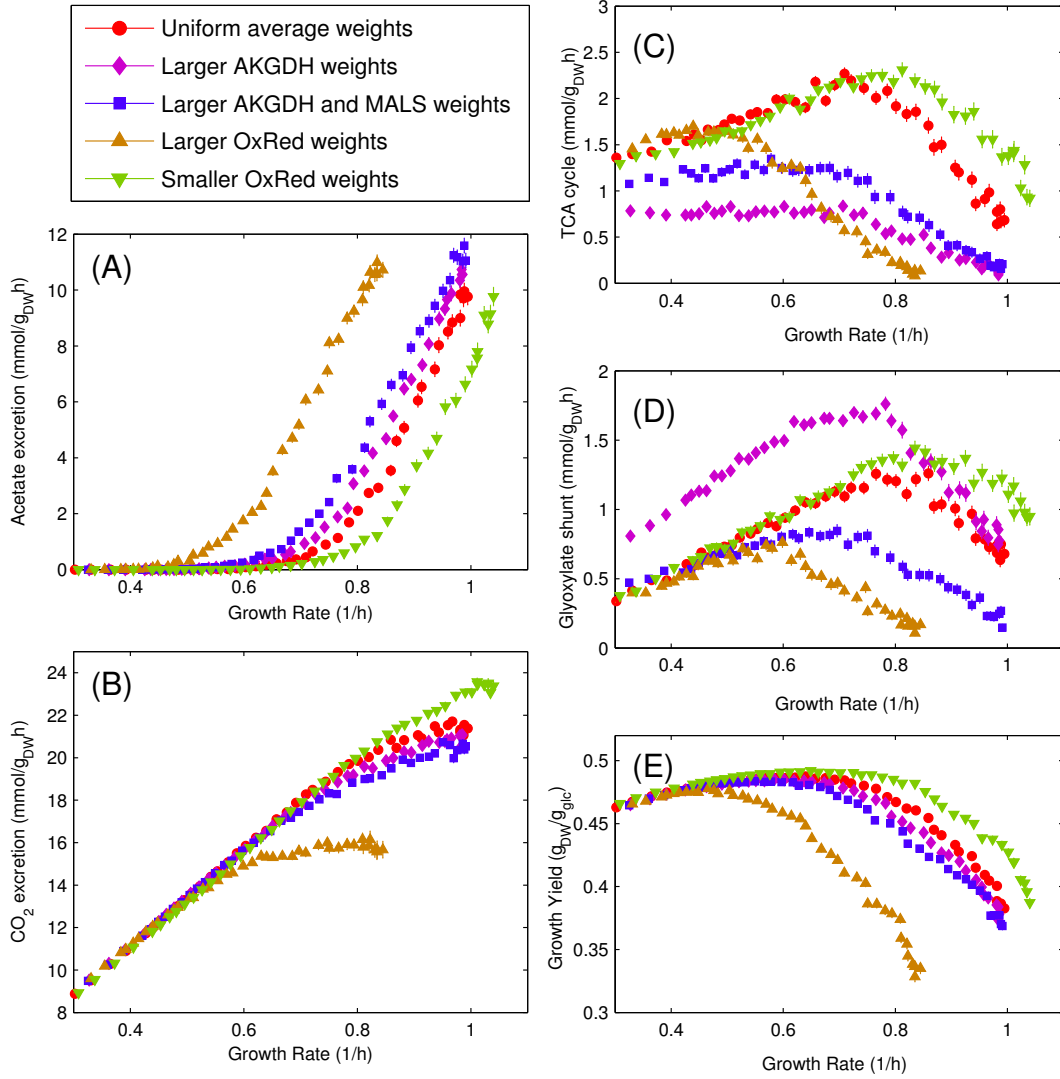 Uniform average weights
Larger AKGDH weights
Larger AKGDH and MALS weights
Larger OxRed weights
Smaller OxRed weights
(A)
12
10
8
6
4
2
0
0.4
0.6
0.8
1
Acetate excretion (mmol/g_DW h)
Growth Rate (1/h)
(B)
24
22
20
18
16
14
12
10
8
0.4
0.6
0.8
1
CO₂ excretion (mmol/g_DW h)
Growth Rate (1/h)
(C)
3
2.5
2
1.5
1
0.5
0
0.4
0.6
0.8
1
TCA cycle (mmol/g_DW h)
Growth Rate (1/h)
(D)
2
1.5
1
0.5
0
0.4
0.6
0.8
1
Glyoxylate shunt (mmol/g_DW h)
Growth Rate (1/h)
(E)
0.5
0.45
0.4
0.35
0.3
0.4
0.6
0.8
1
Growth Yield (g_DW/g_glc)
Growth Rate (1/h)